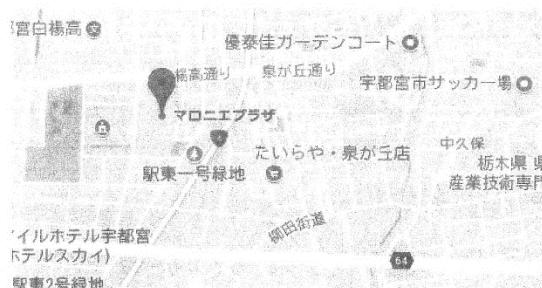 宮白楊高
優泰佳ガーデンコート
楊高通り
泉が丘通り
宇都宮市サッカー場
マロニエプラザ
たいらや・泉が丘店
中久保
駅東一号緑地
栃木県 県
産業技術専門
柳田街道
イルホテル宇都宮
ホテルスカイ)
64
駅東2号緑地